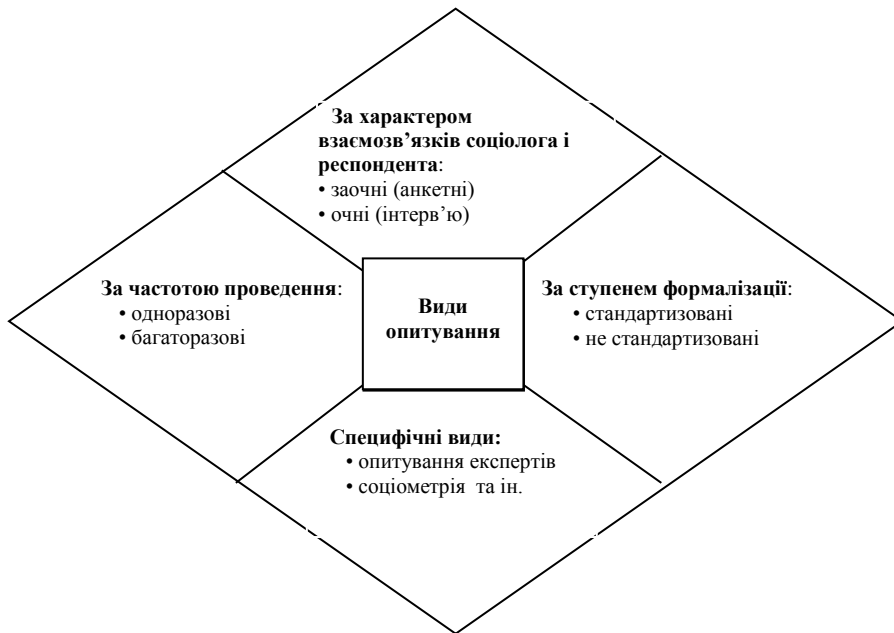 За характером
взаємозв’язків соціолога і
респондента:
• заочні (анкетні)
• очні (інтерв’ю)
За частотою проведення:
• одноразові
• багаторазові
Види
опитування
За ступенем формалізації:
• стандартизовані
• не стандартизовані
Специфічні види:
• опитування експертів
• соціометрія та ін.